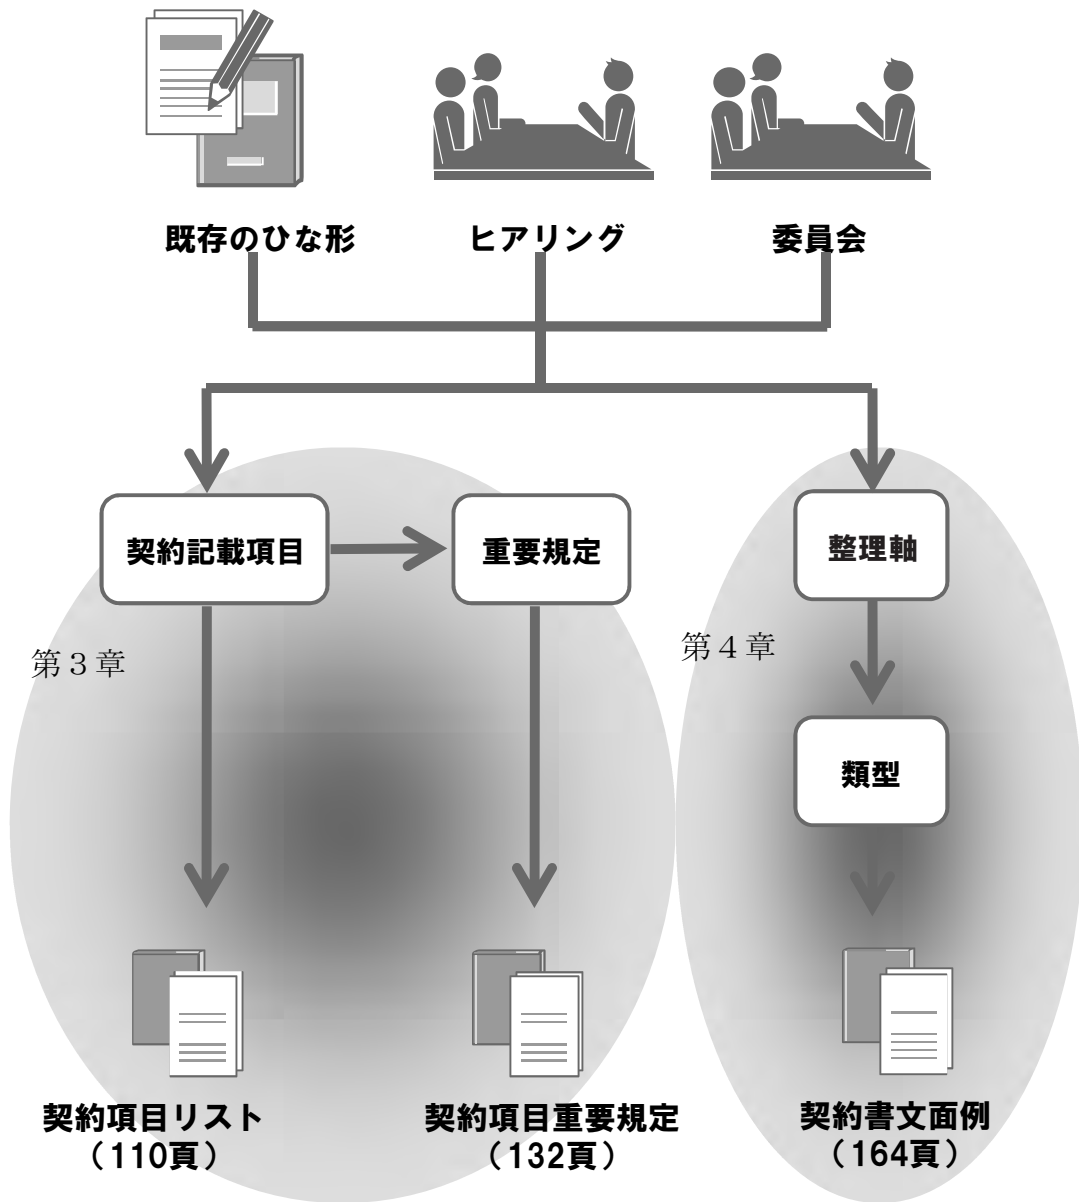 既存のひな形
ヒアリング
委員会
契約記載項目
重要規定
整理軸
第３章
第４章
類型
契約項目リスト
（110頁）
契約項目重要規定
（132頁）
契約書文面例
（164頁）